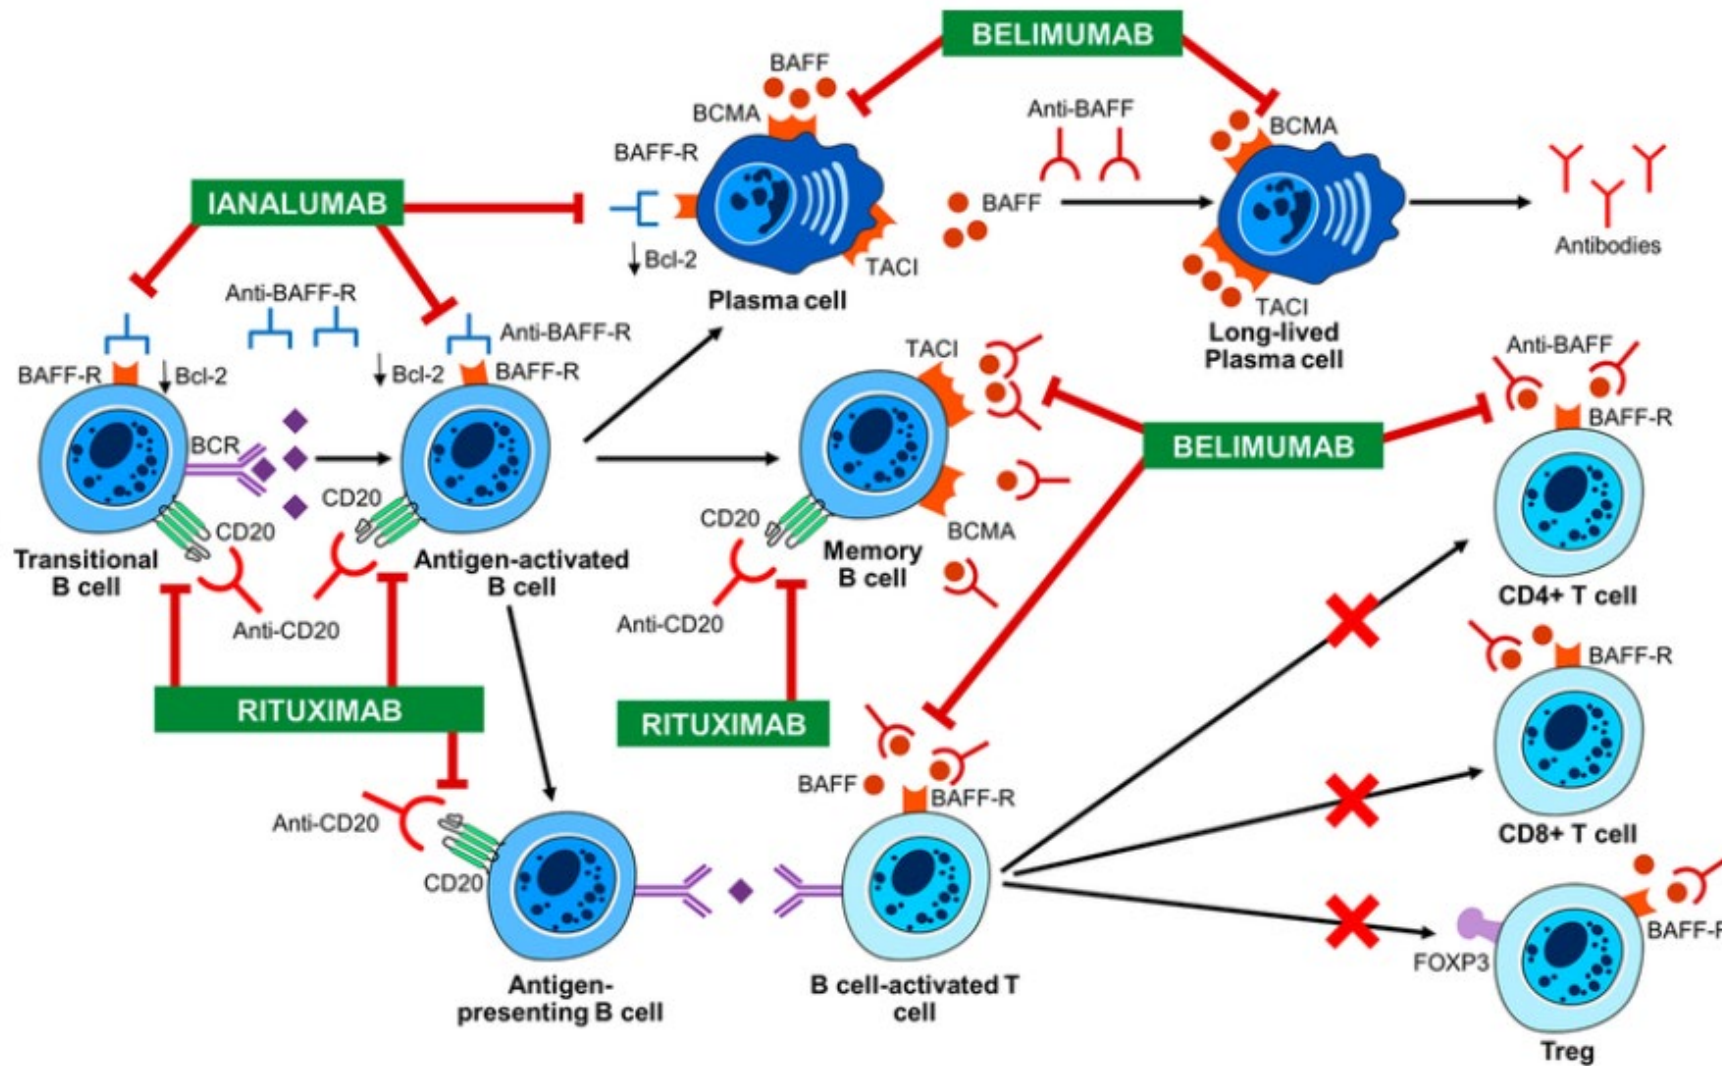 BELIMUMAB
BAFF
BCMA
BAFF-R
Anti-BAFF
BCMA
IANALUMAB
BAFF
Bcl-2
TACI
Antibodies
Plasma cell
TACI
Long-lived
Plasma cell
Anti-BAFF-R
Anti-BAFF-R
BAFF-R
Bcl-2
Bcl-2
BAFF-R
TACI
Anti-BAFF
BAFF-R
BCR
BELIMUMAB
CD20
CD20
CD20
BCMA
Transitional
B cell
Antigen-activated
B cell
Memory
B cell
CD4+ T cell
Anti-CD20
Anti-CD20
BAFF-R
RITUXIMAB
RITUXIMAB
BAFF
BAFF-R
Anti-CD20
CD20
CD8+ T cell
FOXP3
BAFF-R
Antigen-
presenting B cell
B cell-activated T
cell
Treg